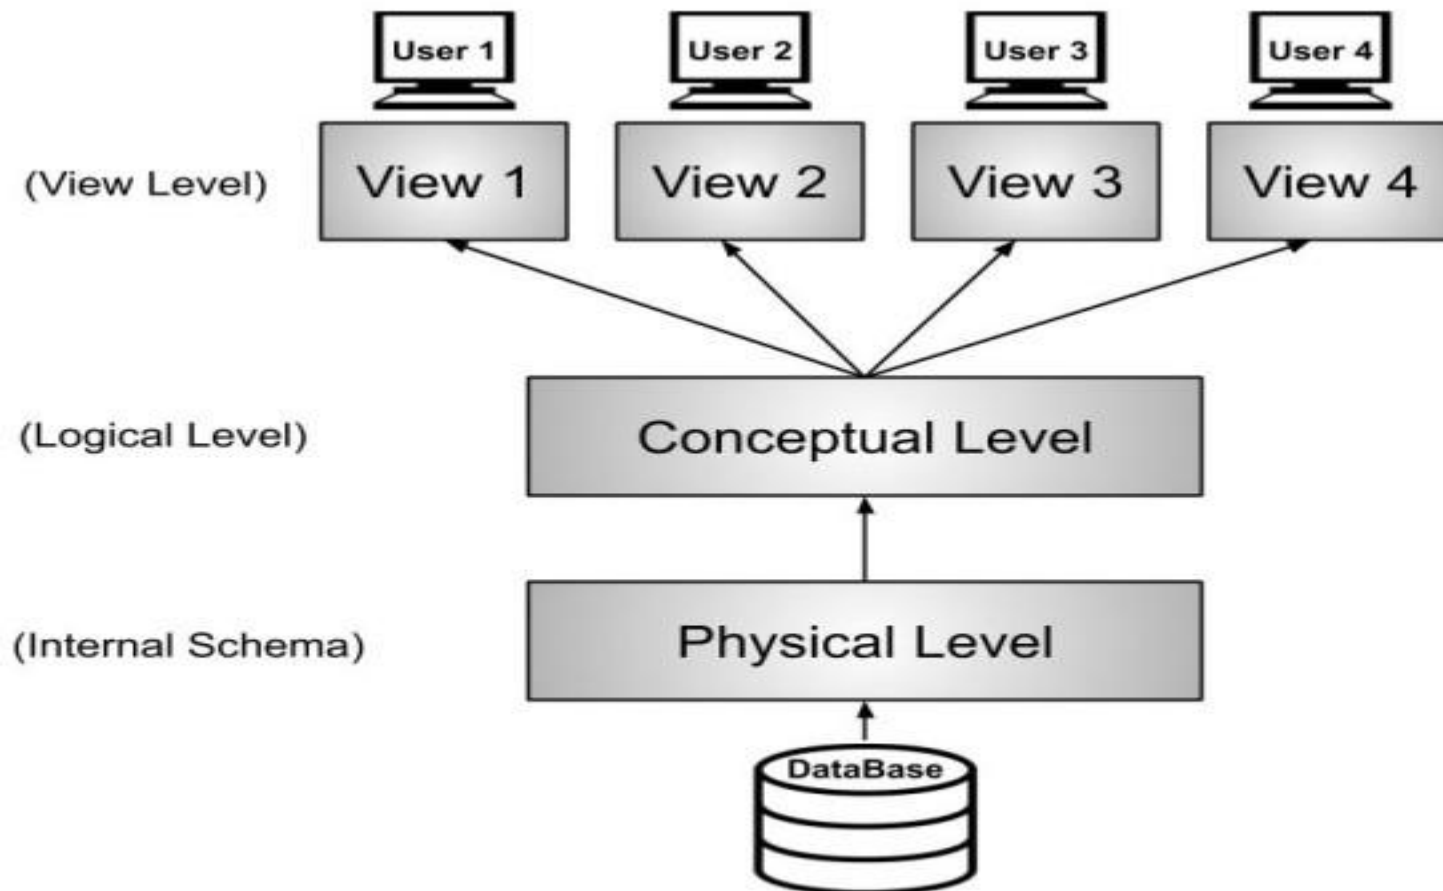 User 1
User 2
User 3
User 4
(View Level)
View 1
View 2
View 3
View 4
(Logical Level)
Conceptual Level
(Internal Schema)
Physical Level
DataBase